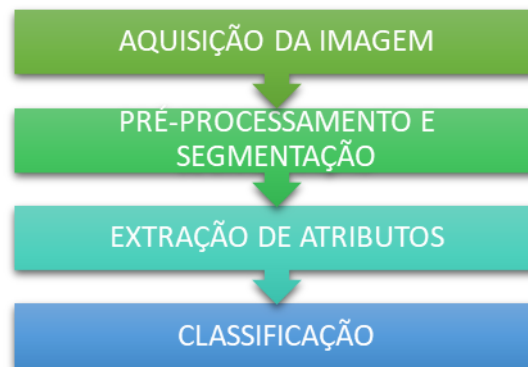 AQUISIÇÃO DA IMAGEM
PRÉ-PROCESSAMENTO E
SEGMENTAÇÃO
EXTRAÇÃO DE ATRIBUTOS
CLASSIFICAÇÃO